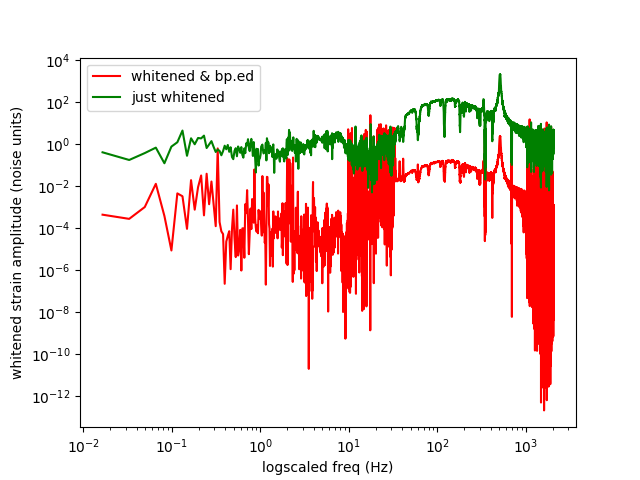 whitened & bp.ed
just whitened
whitened strain amplitude (noise units)
10^4
10^2
10^0
10^−2
10^−4
10^−6
10^−8
10^−10
10^−12
10^−2 10^−1 10^0 10^1 10^2 10^3
logscaled freq (Hz)